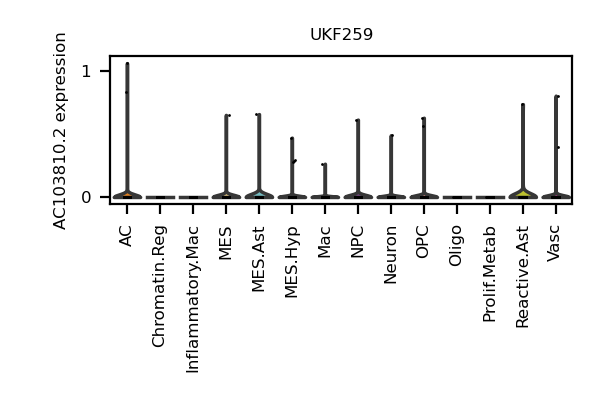 UKF259
AC103810.2 expression
1
0
AC
Chromatin.Reg
Inflammatory.Mac
MES
MES.Ast
MES.Hyp
Mac
NPC
Neuron
OPC
Oligo
Prolif.Metab
Reactive.Ast
Vasc